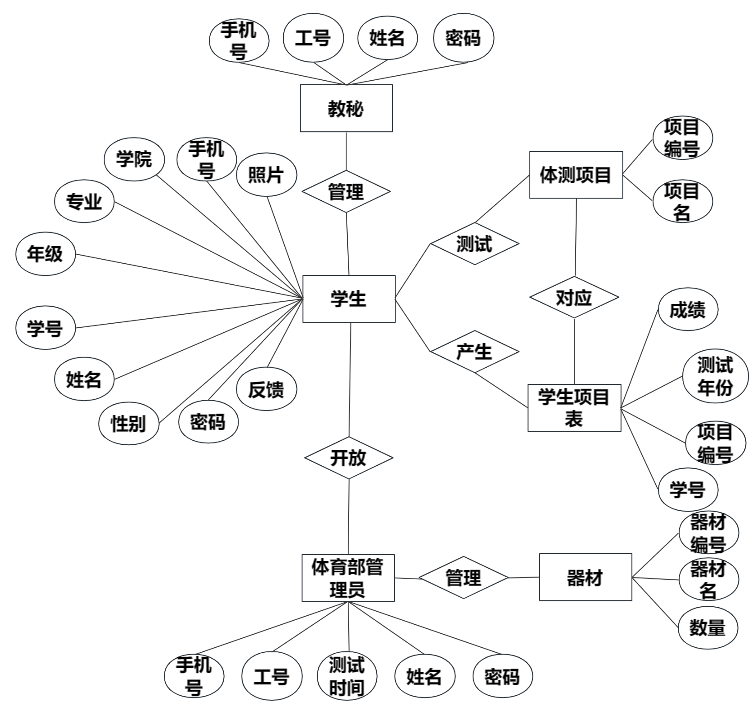 手机
号
工号
姓名
密码
教秘
管理
学院
手机
号
照片
专业
年级
学号
姓名
性别
密码
反馈
学生
测试
体测项目
项目
编号
项目
名
对应
产生
学生项目
表
成绩
测试
年份
项目
编号
学号
开放
体育部管
理员
管理
器材
器材
编号
器材
名
数量
手机
号
工号
测试
时间
姓名
密码